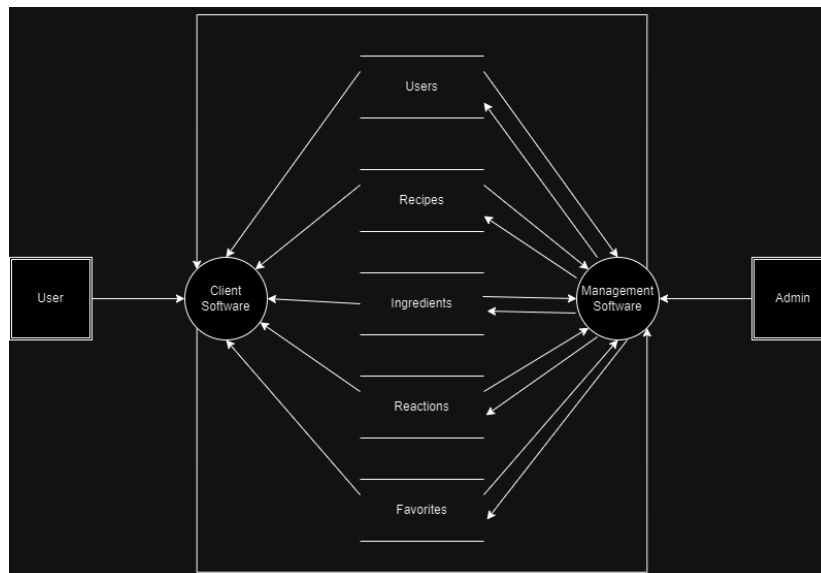 Users
Recipes
User
Client
Software
Ingredients
Management
Software
Admin
Reactions
Favorites